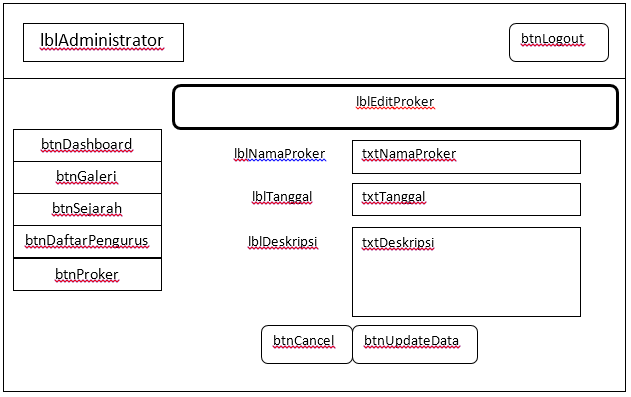 lblAdministrator
btnLogout
lblEditProker
btnDashboard
btnGaleri
btnSejarah
btnDaftarPengurus
btnProker
lblNamaProker
txtNamaProker
lblTanggal
txtTanggal
lblDeskripsi
txtDeskripsi
btnCancel
btnUpdateData